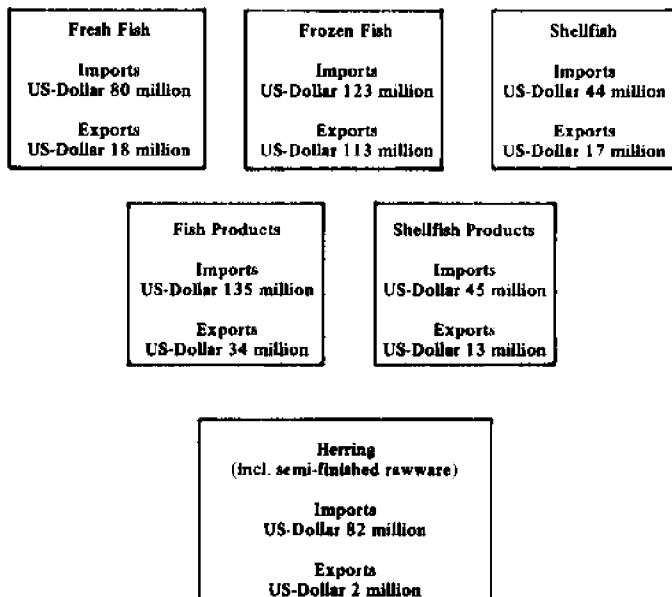 Fresh Fish
Imports
US-Dollar 80 million
Exports
US-Dollar 18 million
Frozen Fish
Imports
US-Dollar 123 million
Exports
US-Dollar 113 million
Shellfish
Imports
US-Dollar 44 million
Exports
US-Dollar 17 million
Fish Products
Imports
US-Dollar 135 million
Exports
US-Dollar 34 million
Shellfish Products
Imports
US-Dollar 45 million
Exports
US-Dollar 13 million
Herring
(incl. semi-finished rawware)
Imports
US-Dollar 82 million
Exports
US-Dollar 2 million